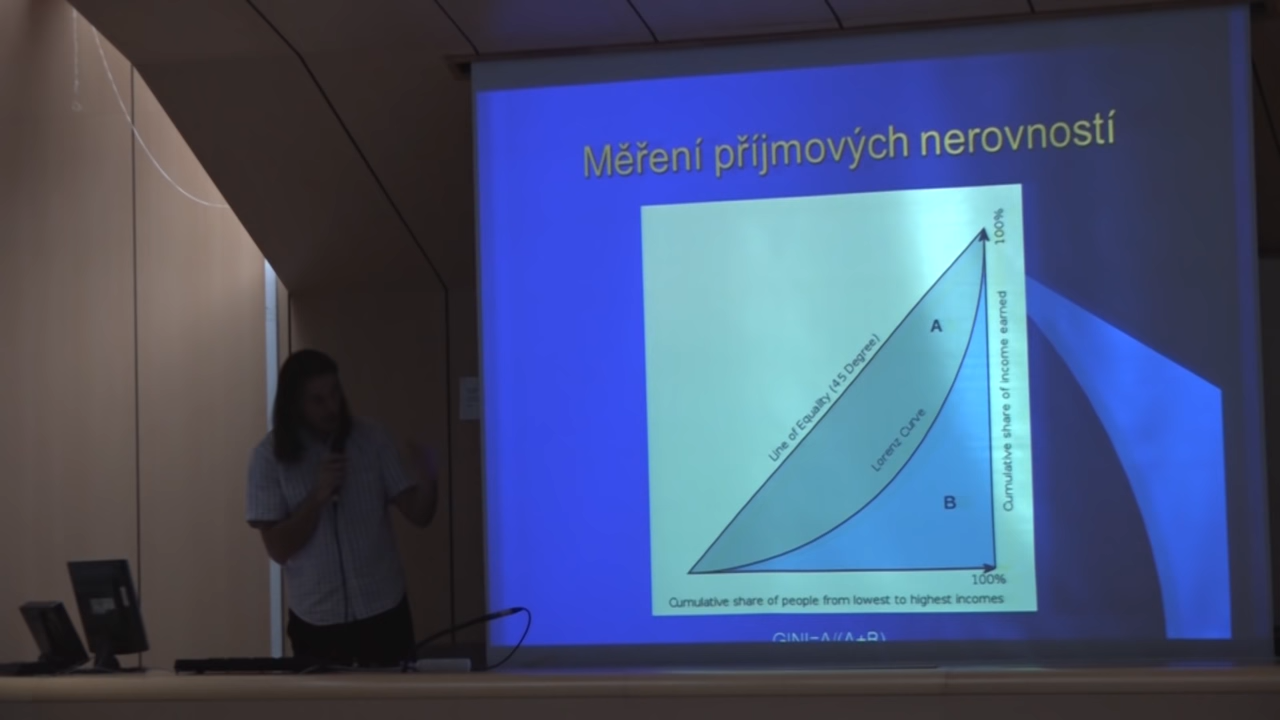 Měření příjmových nerovností
100%
A
Line of Equality (45 Degree)
Cumulative share of income earned
Lorenz Curve
B
100%
Cumulative share of people from lowest to highest incomes
GINI=A/(A+B)